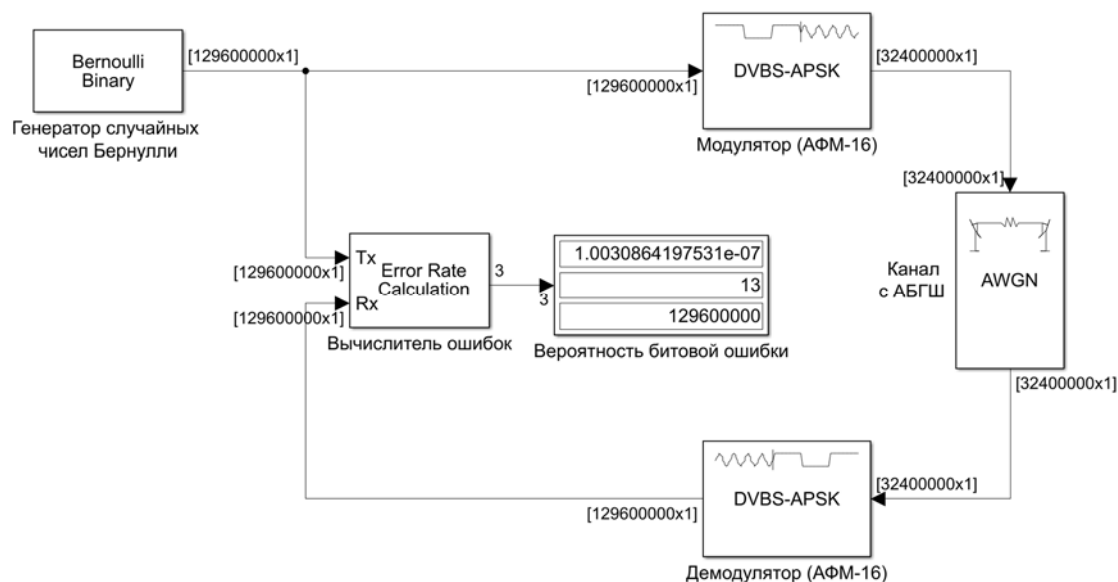 Bernoulli
Binary
[129600000x1]
Генератор случайных
чисел Бернулли
[129600000x1]
DVBS-APSK
[32400000x1]
Модулятор (АФМ-16)
[32400000x1]
AWGN
Канал
с АБГШ
[32400000x1]
Tx
Rx
Error Rate
Calculation
[129600000x1]
[129600000x1]
3
3
Вычислитель ошибок
1.0030864197531e-07
13
129600000
Вероятность битовой ошибки
DVBS-APSK
[32400000x1]
[129600000x1]
Демодулятор (АФМ-16)